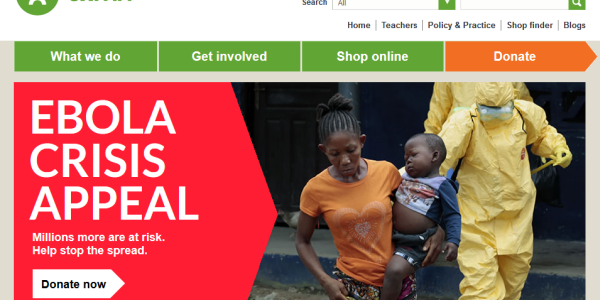 Search
All
Home | Teachers | Policy & Practice | Shop finder | Blogs
What we do
Get involved
Shop online
Donate
EBOLA
CRISIS
APPEAL
Millions more are at risk.
Help stop the spread.
Donate now